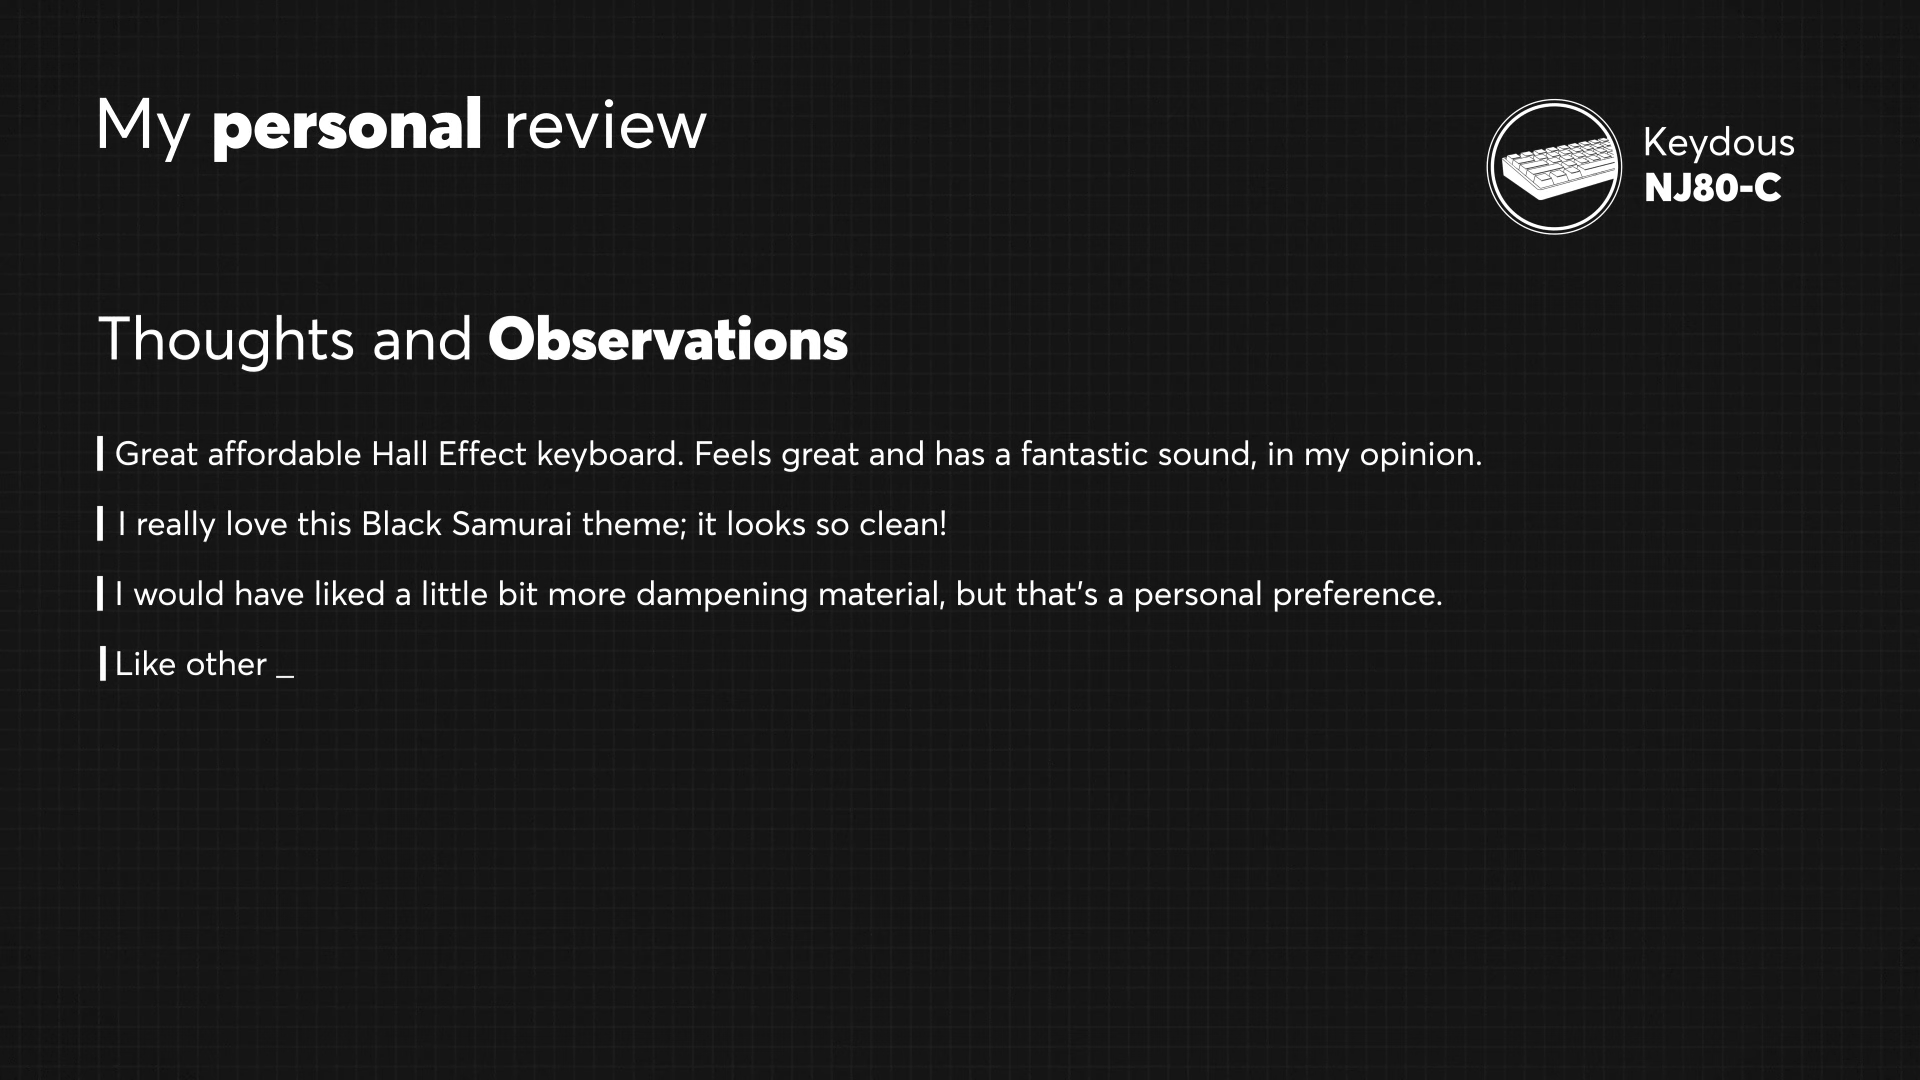 My personal review
Keydous
NJ80-C
Thoughts and Observations
Great affordable Hall Effect keyboard. Feels great and has a fantastic sound, in my opinion.
I really love this Black Samurai theme; it looks so clean!
I would have liked a little bit more dampening material, but that's a personal preference.
Like other _